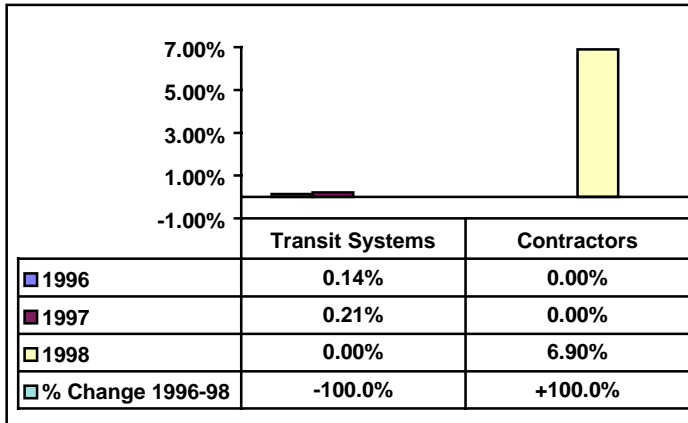 7.00%
5.00%
3.00%
1.00%
-1.00%
Transit Systems Contractors
1996 0.14% 0.00%
1997 0.21% 0.00%
1998 0.00% 6.90%
% Change 1996-98 -100.0% +100.0%